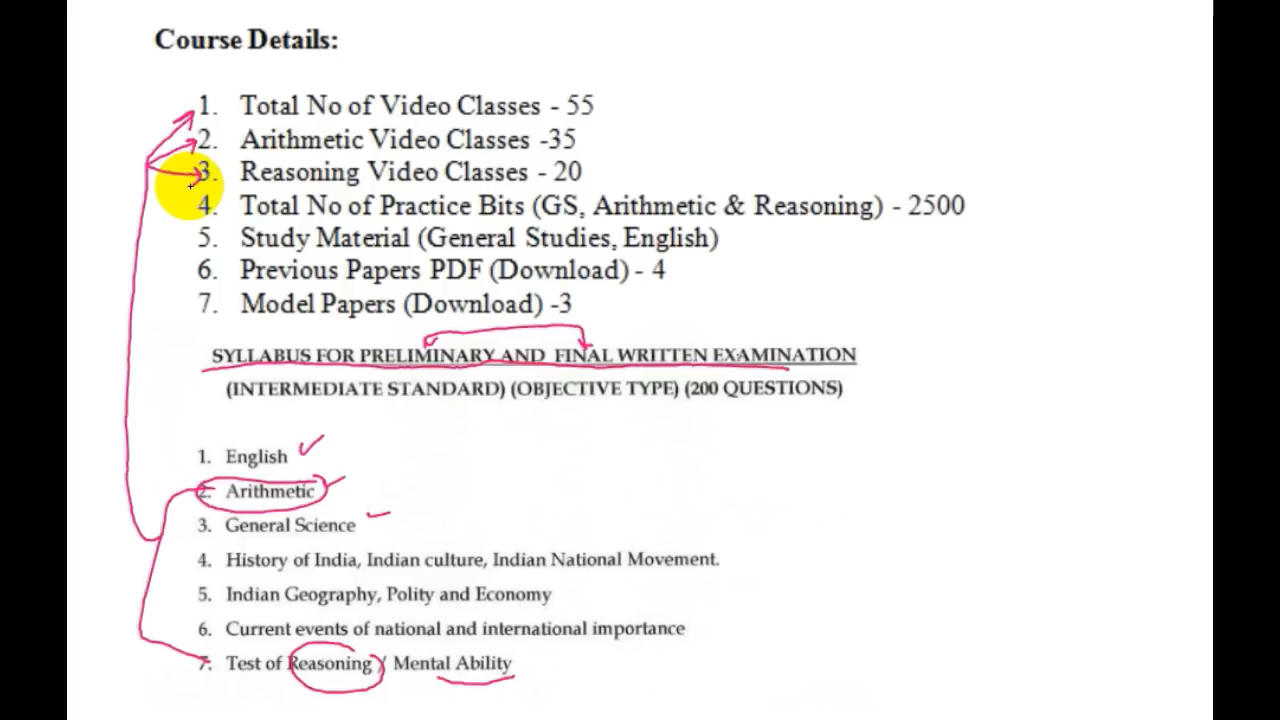 Course Details:
1. Total No of Video Classes - 55
2. Arithmetic Video Classes -35
3. Reasoning Video Classes - 20
4. Total No of Practice Bits (GS, Arithmetic & Reasoning) - 2500
5. Study Material (General Studies, English)
6. Previous Papers PDF (Download) - 4
7. Model Papers (Download) -3
SYLLABUS FOR PRELIMINARY AND FINAL WRITTEN EXAMINATION
(INTERMEDIATE STANDARD) (OBJECTIVE TYPE) (200 QUESTIONS)
1. English
2. Arithmetic
3. General Science
4. History of India, Indian culture, Indian National Movement.
5. Indian Geography, Polity and Economy
6. Current events of national and international importance
7. Test of Reasoning / Mental Ability